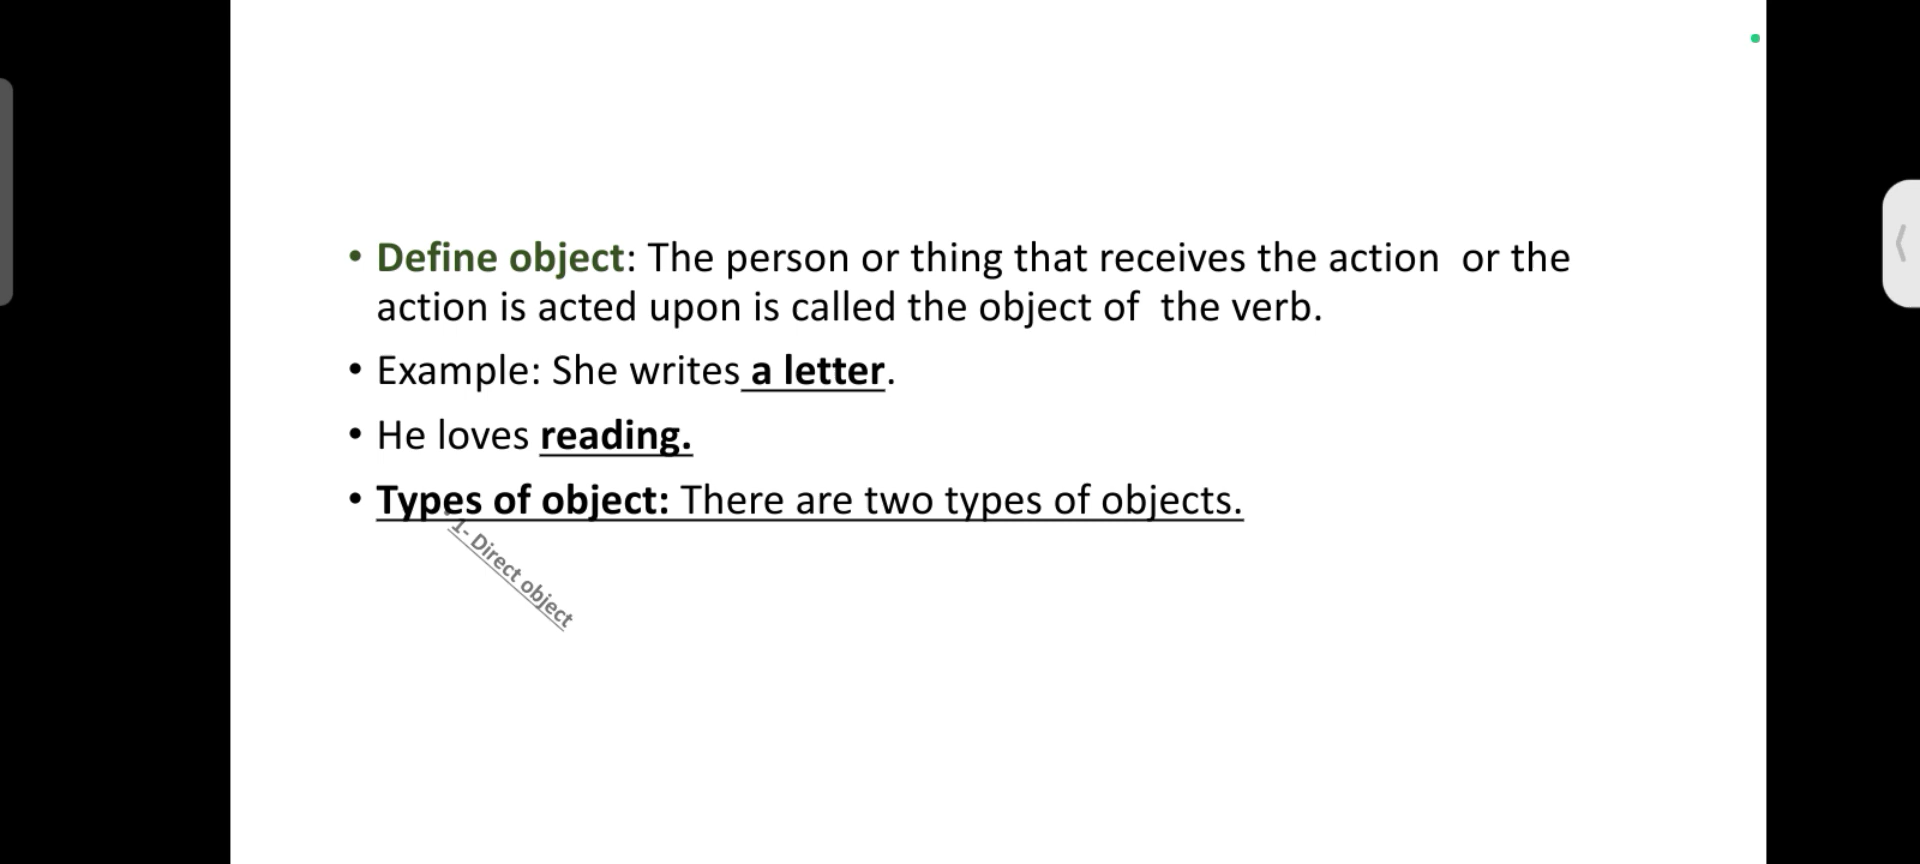 • Define object: The person or thing that receives the action  or the
action is acted upon is called the object of  the verb.
• Example: She writes a letter.
• He loves reading.
• Types of object: There are two types of objects.
1- Direct object